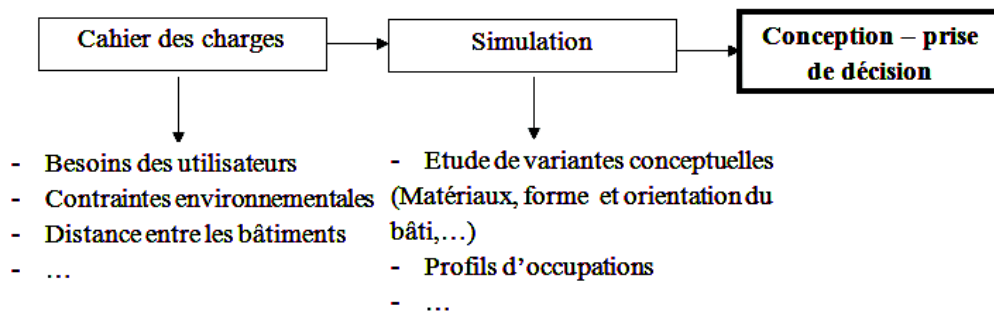 Cahier des charges
Simulation
Conception – prise
de décision
- Besoins des utilisateurs
- Contraintes environnementales
- Distance entre les bâtiments
- …
- Etude de variantes conceptuelles
(Matériaux, forme et orientation du
bâti,…)
- Profils d’occupations
- …